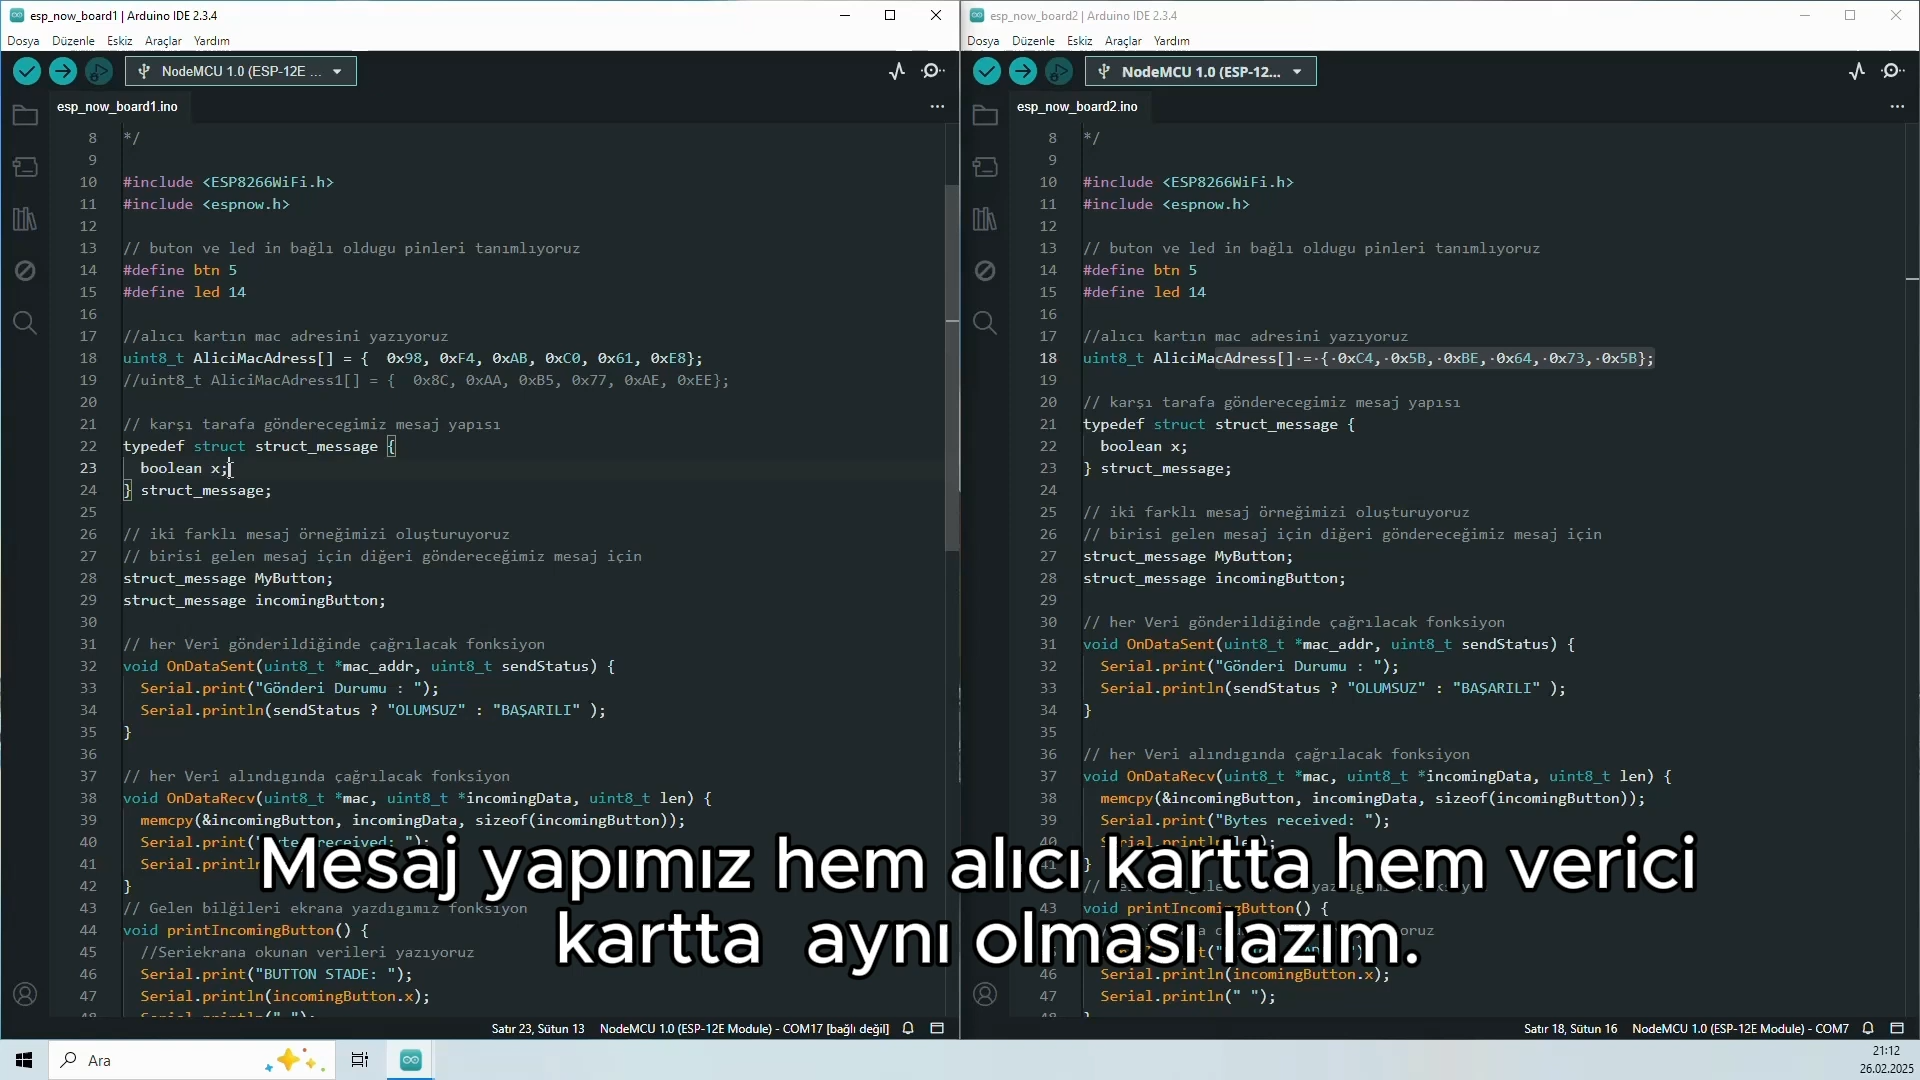 esp_now_board1 | Arduino IDE 2.3.4
Dosya Düzenle Eskiz Araçlar Yardım
NodeMCU 1.0 (ESP-12E ...
esp_now_board1.ino
8 */
9
10 #include <ESP8266WiFi.h>
11 #include <espnow.h>
12
13 // buton ve led in bağlı oldugu pinleri tanımlıyoruz
14 #define btn 5
15 #define led 14
16
17 //alıcı kartın mac adresini yazıyoruz
18 uint8_t AliciMacAdress[] = {  0x98, 0xF4, 0xAB, 0xC0, 0x61, 0xE8};
19 //uint8_t AliciMacAdress1[] = {  0x8C, 0xAA, 0xB5, 0x77, 0xAE, 0xEE};
20
21 // karşı tarafa gönderecegimiz mesaj yapısı
22 typedef struct struct_message {
23 boolean x;
24 } struct_message;
25
26 // iki farklı mesaj örneğimizi oluşturuyoruz
27 // birisi gelen mesaj için diğeri göndereceğimiz mesaj için
28 struct_message MyButton;
29 struct_message incomingButton;
30
31 // her Veri gönderildiğinde çağrılacak fonksiyon
32 void OnDataSent(uint8_t *mac_addr, uint8_t sendStatus) {
33 Serial.print("Gönderi Durumu : ");
34 Serial.println(sendStatus ? "OLUMSUZ" : "BAŞARILI" );
35 }
36
37 // her Veri alındıgında çağrılacak fonksiyon
38 void OnDataRecv(uint8_t *mac, uint8_t *incomingData, uint8_t len) {
39 memcpy(&incomingButton, incomingData, sizeof(incomingButton));
40 Serial.print("Bytes received: ");
41 Serial.println
42 }
43 // Gelen bilğileri ekrana yazdıgımız fonksiyon
44 void printIncomingButton() {
45 //Seriekrana okunan verileri yazıyoruz
46 Serial.print("BUTTON STADE: ");
47 Serial.println(incomingButton.x);
48 Serial.println(" ");
Satır 23, Sütun 13 NodeMCU 1.0 (ESP-12E Module) - COM17 [bağlı değil]
esp_now_board2 | Arduino IDE 2.3.4
Dosya Düzenle Eskiz Araçlar Yardım
NodeMCU 1.0 (ESP-12...
esp_now_board2.ino
8 */
9
10 #include <ESP8266WiFi.h>
11 #include <espnow.h>
12
13 // buton ve led in bağlı oldugu pinleri tanımlıyoruz
14 #define btn 5
15 #define led 14
16
17 //alıcı kartın mac adresini yazıyoruz
18 uint8_t AliciMacAdress[]·=·{·0xC4,·0x5B,·0xBE,·0x64,·0x73,·0x5B};
19
20 // karşı tarafa gönderecegimiz mesaj yapısı
21 typedef struct struct_message {
22 boolean x;
23 } struct_message;
24
25 // iki farklı mesaj örneğimizi oluşturuyoruz
26 // birisi gelen mesaj için diğeri göndereceğimiz mesaj için
27 struct_message MyButton;
28 struct_message incomingButton;
29
30 // her Veri gönderildiğinde çağrılacak fonksiyon
31 void OnDataSent(uint8_t *mac_addr, uint8_t sendStatus) {
32 Serial.print("Gönderi Durumu : ");
33 Serial.println(sendStatus ? "OLUMSUZ" : "BAŞARILI" );
34 }
35
36 // her Veri alındıgında çağrılacak fonksiyon
37 void OnDataRecv(uint8_t *mac, uint8_t *incomingData, uint8_t len) {
38 memcpy(&incomingButton, incomingData, sizeof(incomingButton));
39 Serial.print("Bytes received: ");
40 Serial.println(len);
41 }
43 void printIncomingButton() {
46 Serial.println(incomingButton.x);
47 Serial.println(" ");
48 }
Satır 18, Sütun 16 NodeMCU 1.0 (ESP-12E Module) - COM7
Mesaj yapımız hem alıcı kartta hem verici
kartta aynı olması lazım.
Ara
21:12
26.02.2025